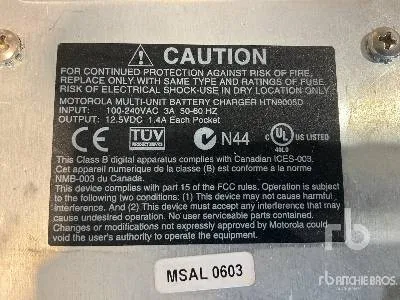 CAUTION
FOR CONTINUED PROTECTION AGAINST RISK OF FIRE,
REPLACE ONLY WITH SAME TYPE AND RATINGS OF FUSE.
RISK OF ELECTRICAL SHOCK-USE IN DRY LOCATION ONLY.
MOTOROLA MULTI-UNIT BATTERY CHARGER HTN9005D
INPUT: 100-240VAC 3A 50-60 HZ
OUTPUT: 12.5VDC 1.4A Each Pocket
CE TÜV PRODUCT SERVICE N44 C UL US LISTED
49L9
This Class B digital apparatus complies with Canadian ICES-003.
Cet appareil numerique de la classe (B) est conforme a la norme
NMB-003 du Canada.
This device complies with part 15 of the FCC rules. Operation is subject
to the following two conditions: (1) This device may not cause harmful
interference. And (2) This device must accept any interference that
may cause undesired operation. No user serviceable parts contained.
Changes or modifications not expressly approved by Motorola could
void the user's authority to operate the equipment.
MSAL 0603
rb
RITCHIE BROS.